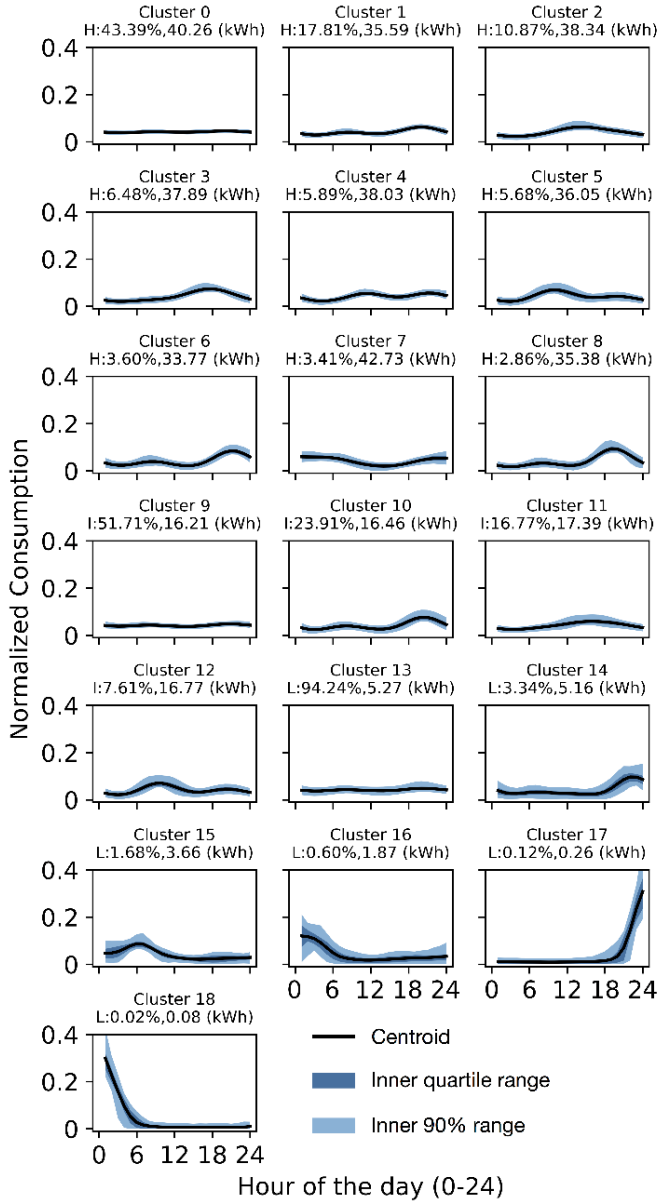 Cluster 0
H:43.39%,40.26 (kWh)
Cluster 1
H:17.81%,35.59 (kWh)
Cluster 2
H:10.87%,38.34 (kWh)
0.4
0.2
0
Cluster 3
H:6.48%,37.89 (kWh)
Cluster 4
H:5.89%,38.03 (kWh)
Cluster 5
H:5.68%,36.05 (kWh)
0.4
0.2
0
Cluster 6
H:3.60%,33.77 (kWh)
Cluster 7
H:3.41%,42.73 (kWh)
Cluster 8
H:2.86%,35.38 (kWh)
0.4
0.2
0
Normalized Consumption
Cluster 9
I:51.71%,16.21 (kWh)
Cluster 10
I:23.91%,16.46 (kWh)
Cluster 11
I:16.77%,17.39 (kWh)
0.4
0.2
0
Cluster 12
I:7.61%,16.77 (kWh)
Cluster 13
L:94.24%,5.27 (kWh)
Cluster 14
L:3.34%,5.16 (kWh)
0.4
0.2
0
Cluster 15
L:1.68%,3.66 (kWh)
Cluster 16
L:0.60%,1.87 (kWh)
Cluster 17
L:0.12%,0.26 (kWh)
0.4
0.2
0
0 6 12 18 24
0 6 12 18 24
Cluster 18
L:0.02%,0.08 (kWh)
0.4
0.2
0
0 6 12 18 24
Centroid
Inner quartile range
Inner 90% range
Hour of the day (0-24)